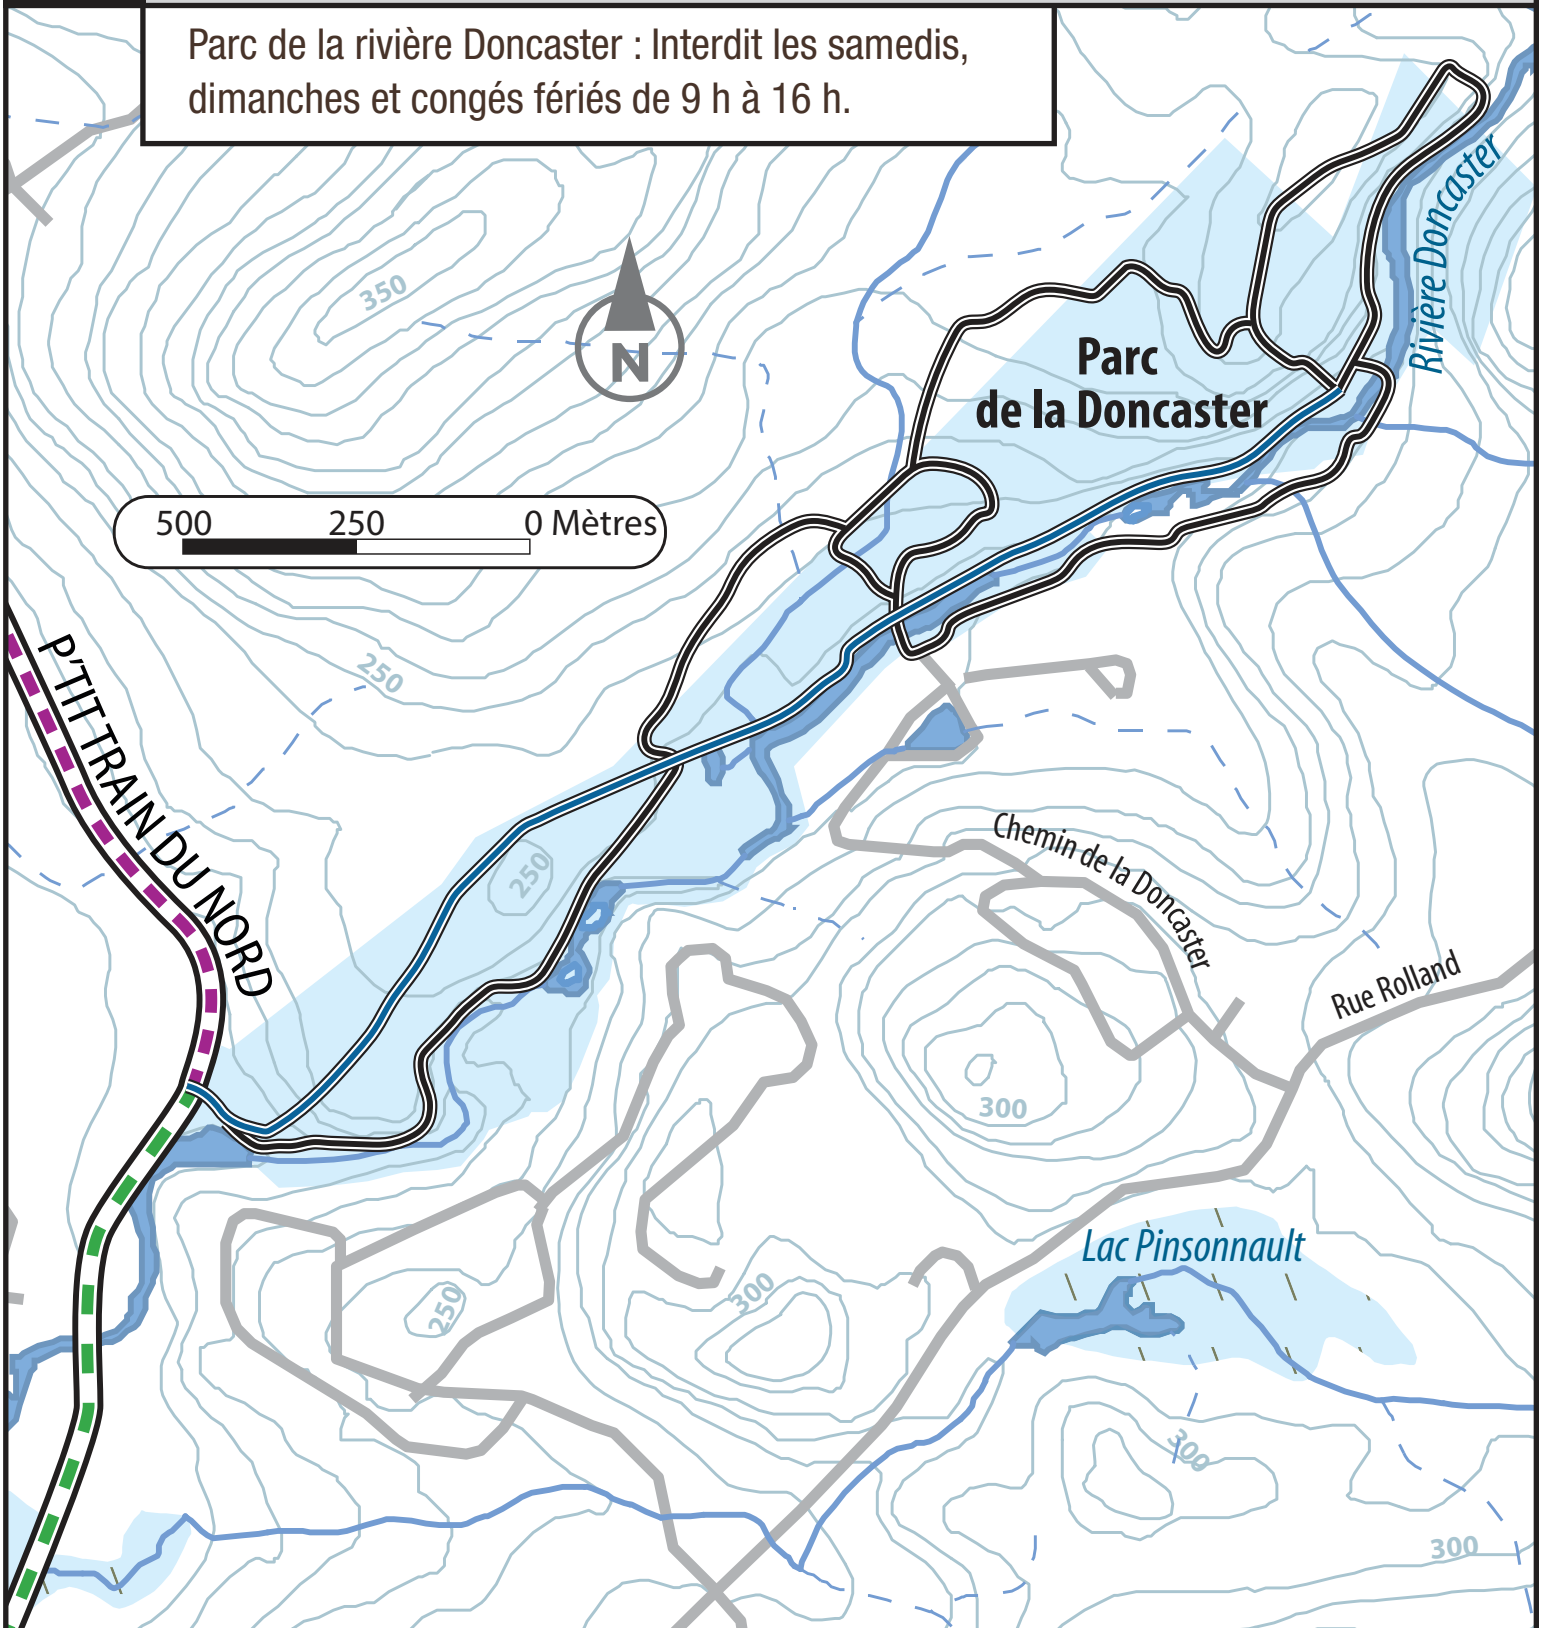 Parc de la rivière Doncaster : Interdit les samedis,
dimanches et congés fériés de 9 h à 16 h.
Rivière Doncaster
350
N
Parc
de la Doncaster
500 250 0 Mètres
P'TIT TRAIN DU NORD
250
250
Chemin de la Doncaster
Rue Rolland
300
Lac Pinsonnault
250
300
300
300